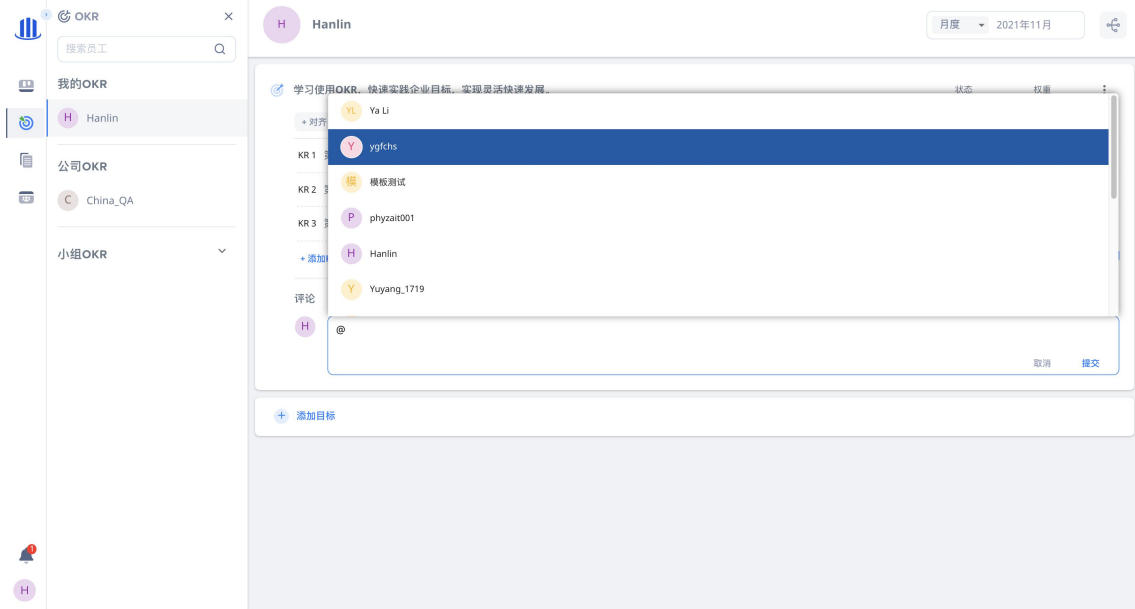 OKR
搜索员工
我的OKR
H Hanlin
公司OKR
C China_QA
小组OKR
1
H
H Hanlin
月度 2021年11月
学习使用OKR，快速实践企业目标，实现灵活快速发展。
状态 权重
+ 对齐
KR 1
KR 2
KR 3
+ 添加
YL Ya Li
Y ygfchs
模 模板测试
P phyzait001
H Hanlin
Y Yuyang_1719
评论
H
@
取消 提交
+ 添加目标